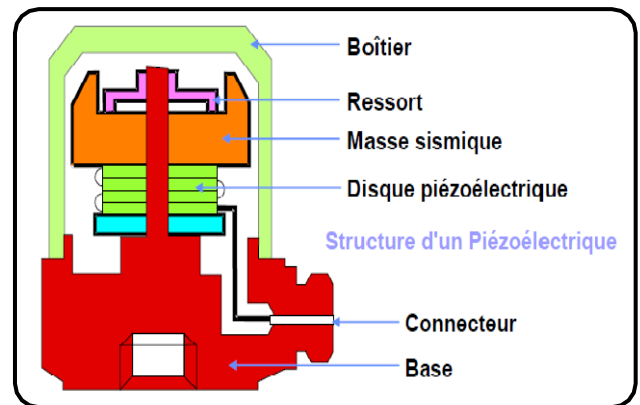 Boîtier
Ressort
Masse sismique
Disque piézoélectrique
Structure d'un Piézoélectrique
Connecteur
Base